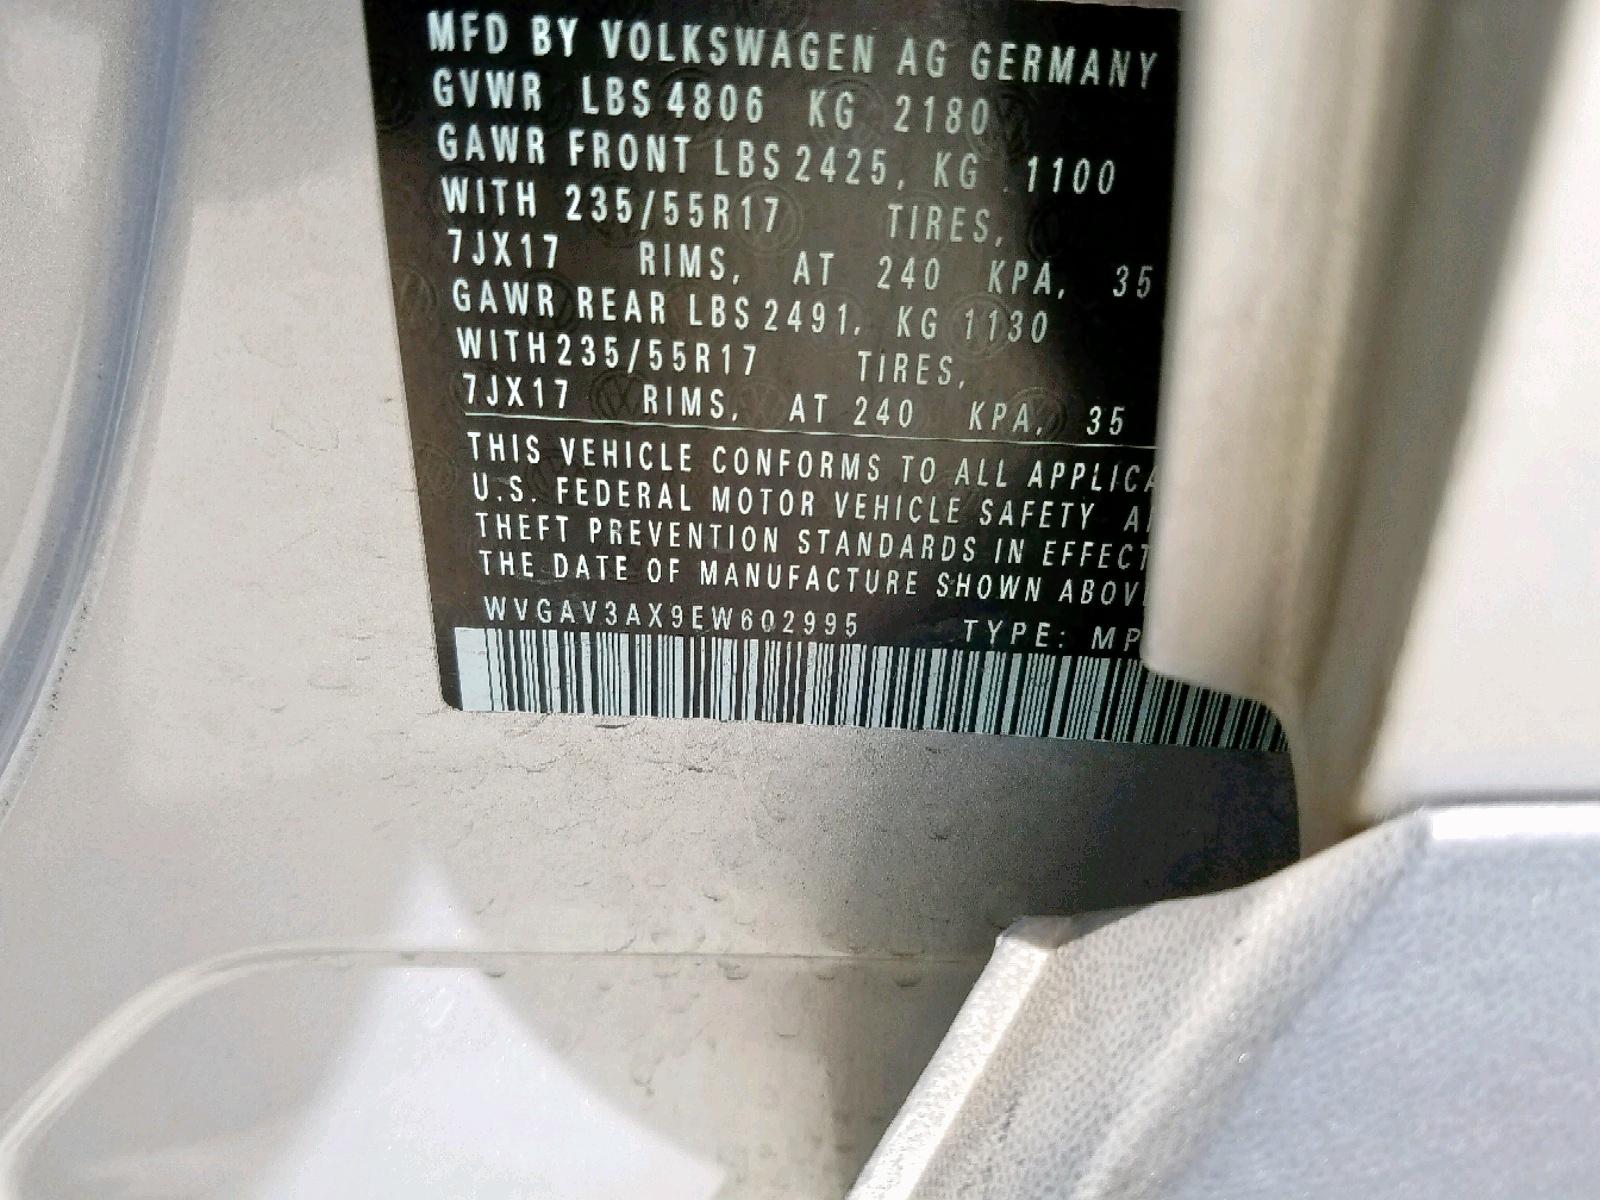 MFD BY VOLKSWAGEN AG GERMANY
GVWR LBS 4806 KG 2180
GAWR FRONT LBS 2425, KG 1100
WITH 235/55R17 TIRES,
7JX17 RIMS, AT 240 KPA, 35
GAWR REAR LBS 2491, KG 1130
WITH 235/55R17 TIRES,
7JX17 RIMS, AT 240 KPA, 35
THIS VEHICLE CONFORMS TO ALL
U.S. FEDERAL MOTOR VEHICLE SAFETY
THEFT PREVENTION STANDARDS IN EFFECT
THE DATE OF MANUFACTURE SHOWN
WVGAV3AX9EW602995 TYPE: